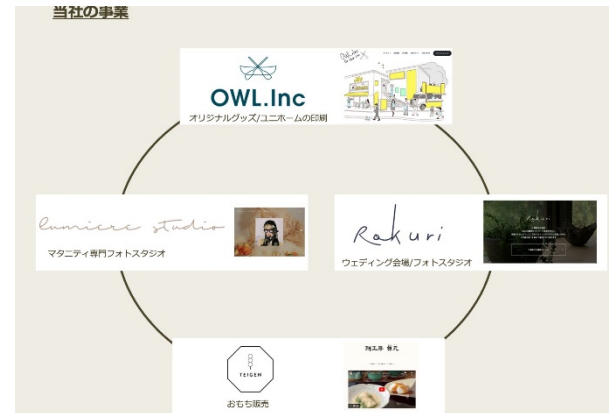 当社の事業
OWL.Inc
オリジナルグッズ/ユニホームの印刷
lumiere studio
マタニティ専門フォトスタジオ
Rakuri
ウェディング会場/フォトスタジオ
Rakuri
TEIGEN
おもち販売